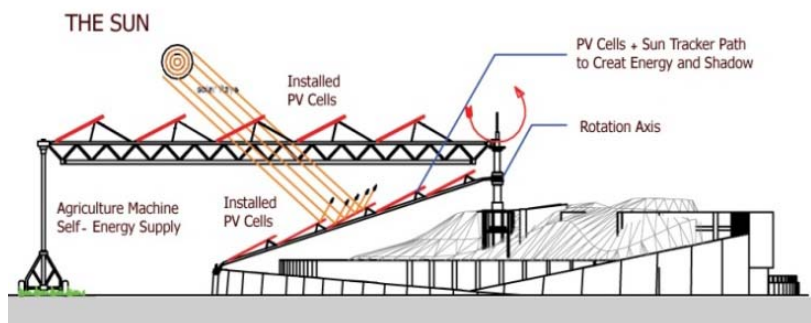 THE SUN
PV Cells + Sun Tracker Path
to Creat Energy and Shadow
Installed
PV Cells
Rotation Axis
Installed
PV Cells
Agriculture Machine
Self- Energy Supply